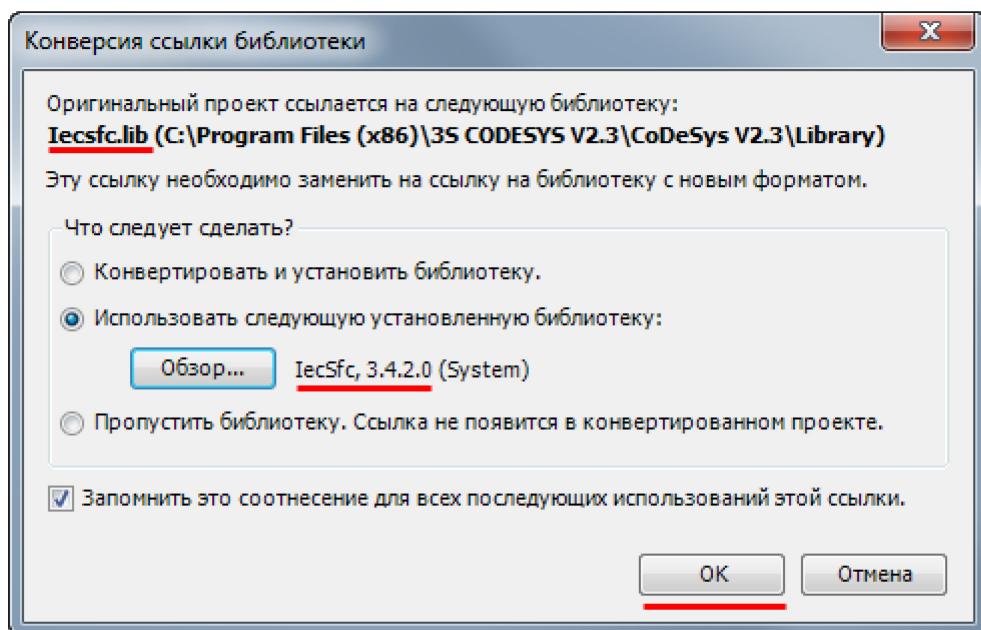 Конверсия ссылки библиотеки
Оригинальный проект ссылается на следующую библиотеку:
Iecsfc.lib (C:\Program Files (x86)\3S CODESYS V2.3\CoDeSys V2.3\Library)
Эту ссылку необходимо заменить на ссылку на библиотеку с новым форматом.
Что следует сделать?
Конвертировать и установить библиотеку.
Использовать следующую установленную библиотеку:
Обзор... IecSfc, 3.4.2.0 (System)
Пропустить библиотеку. Ссылка не появится в конвертированном проекте.
Запомнить это соотнесение для всех последующих использований этой ссылки.
OK Отмена